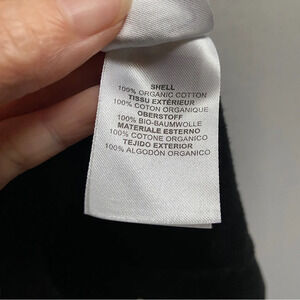 SHELL
100% ORGANIC COTTON
TISSU EXTÉRIEUR
100% COTON ORGANIQUE
OBERSTOFF
100% BIO-BAUMWOLLE
MATERIALE ESTERNO
100% COTONE ORGANICO
TEJIDO EXTERIOR
100% ALGODÓN ORGANICO